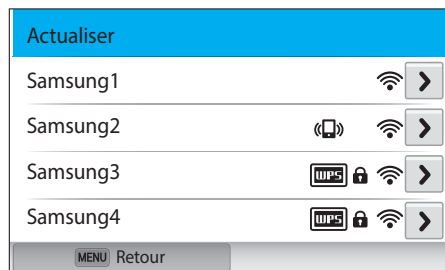 Actualiser
Samsung1
Samsung2
Samsung3 WPS
Samsung4 WPS
MENU Retour